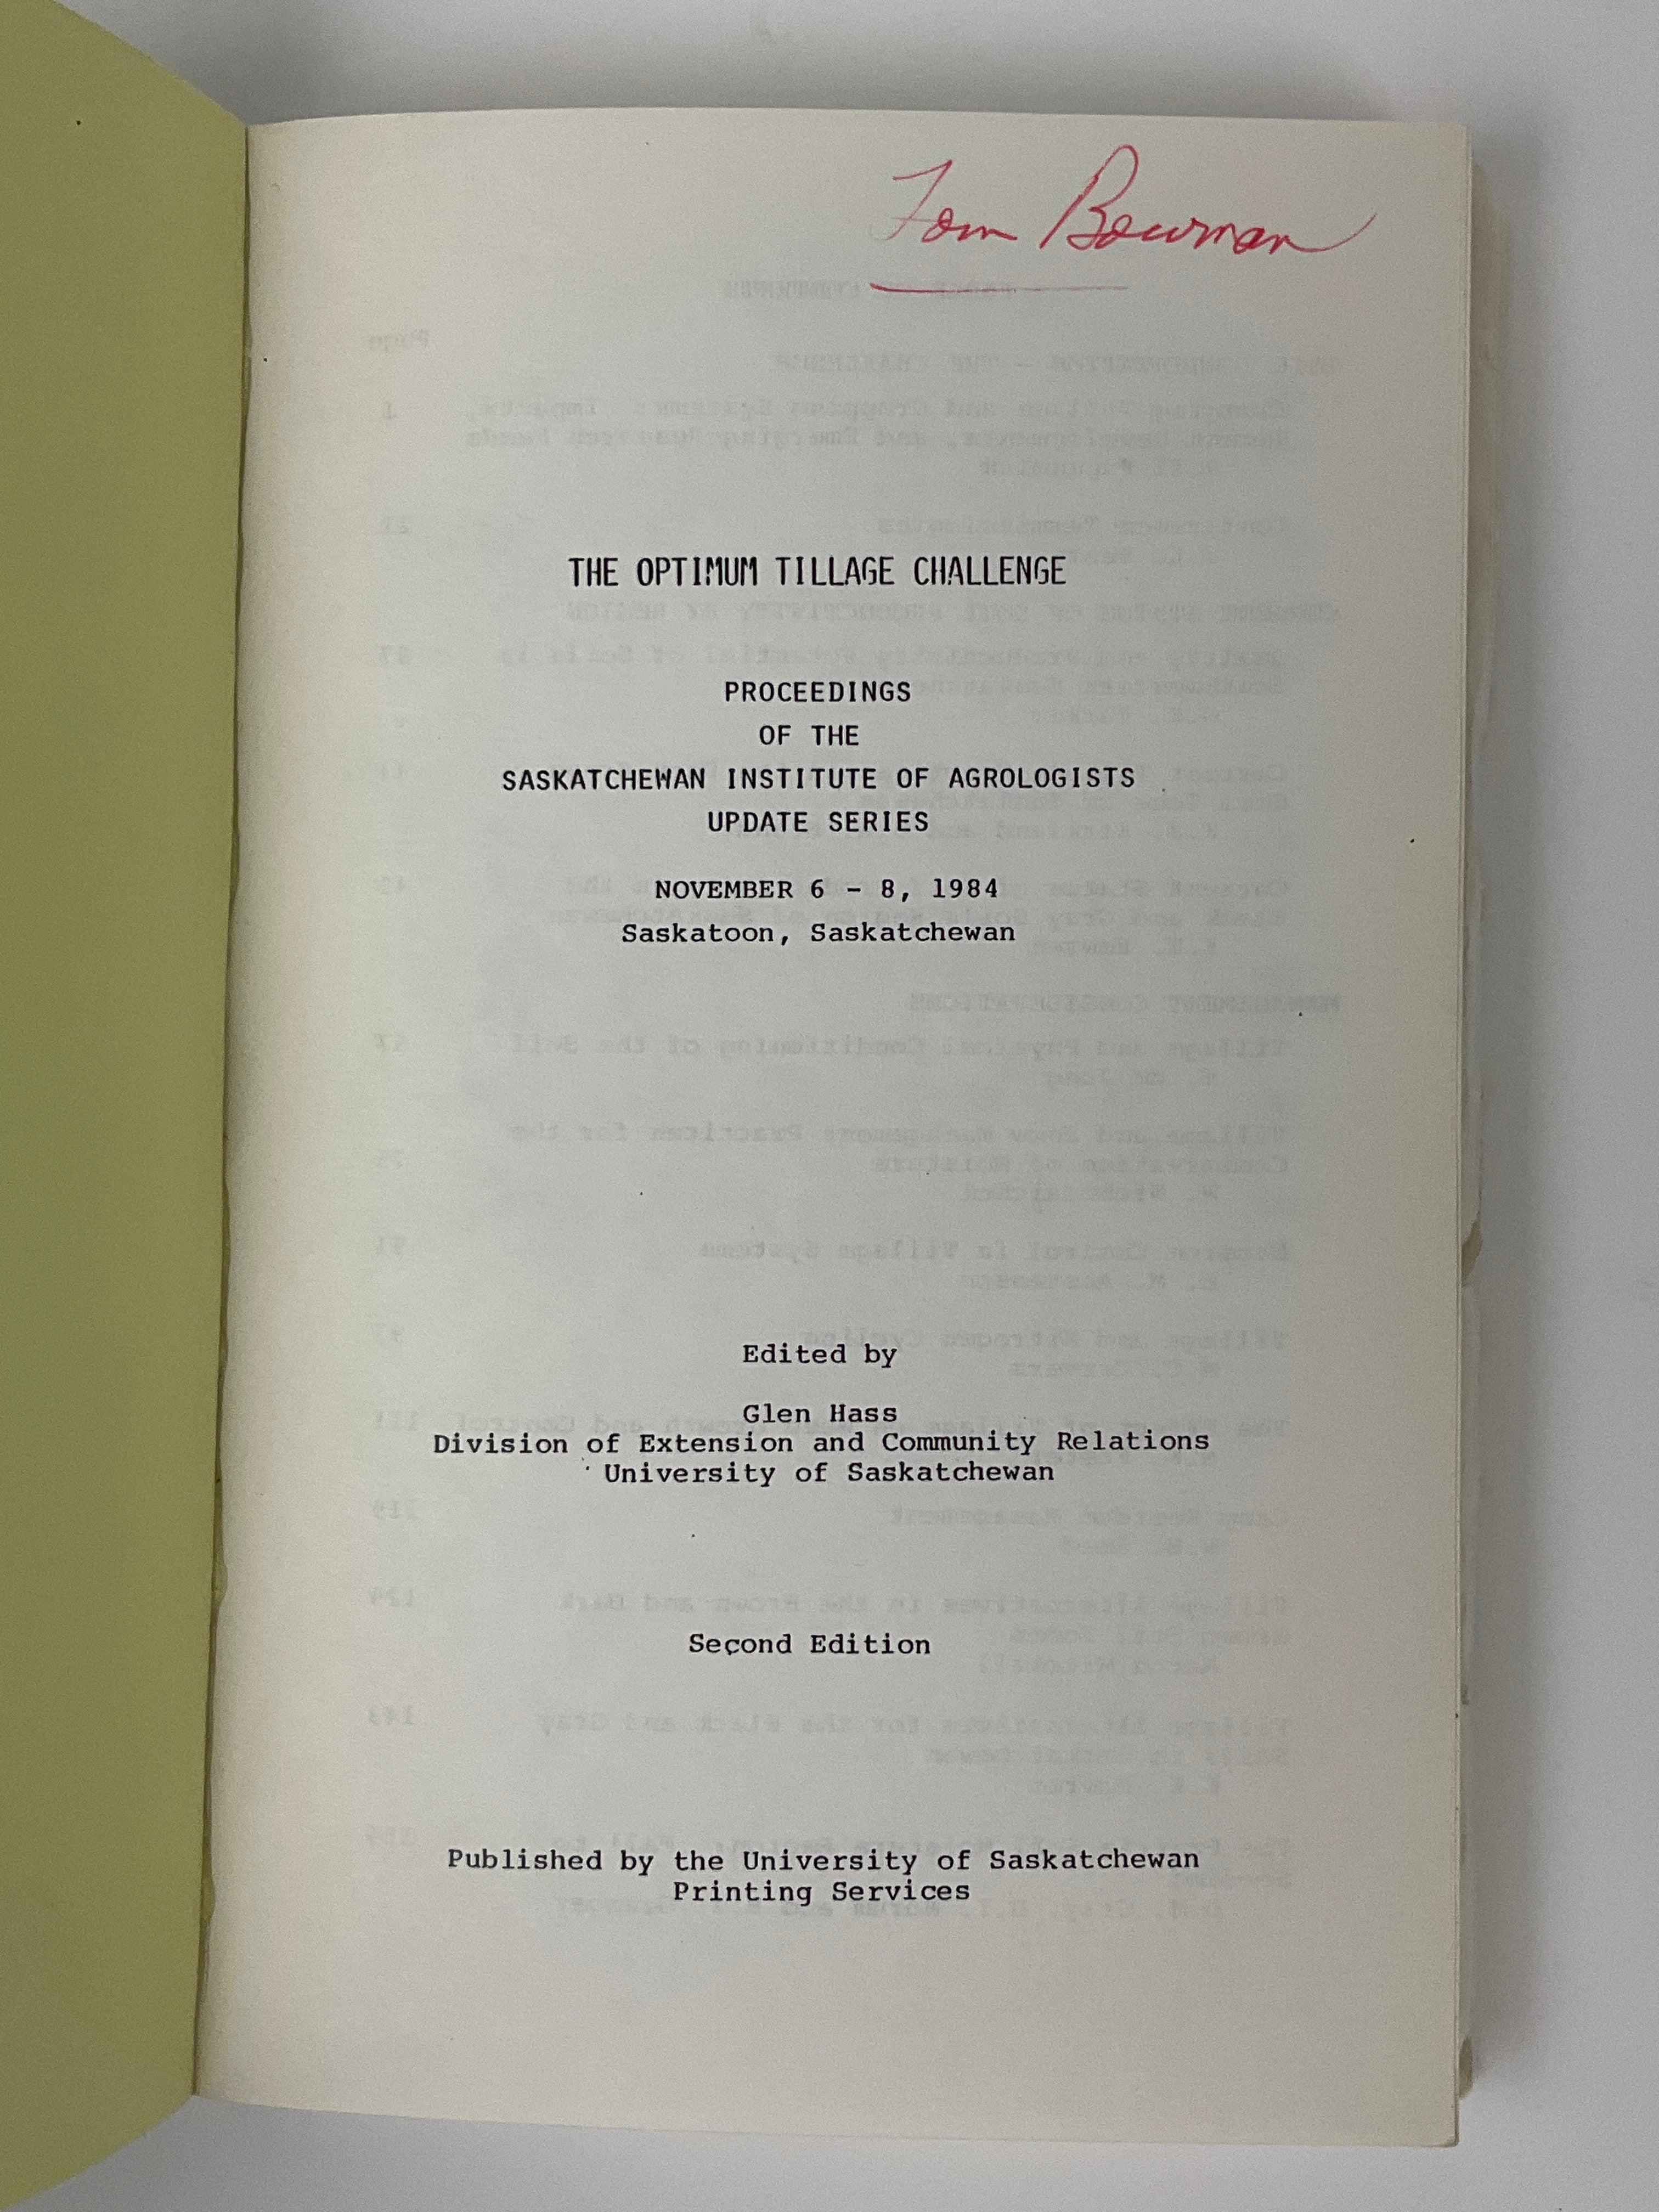 Tom Bowman
THE OPTIMUM TILLAGE CHALLENGE
PROCEEDINGS
OF THE
SASKATCHEWAN INSTITUTE OF AGROLOGISTS
UPDATE SERIES
NOVEMBER 6 - 8, 1984
Saskatoon, Saskatchewan
Edited by
Glen Hass
Division of Extension and Community Relations
University of Saskatchewan
Second Edition
Published by the University of Saskatchewan
Printing Services